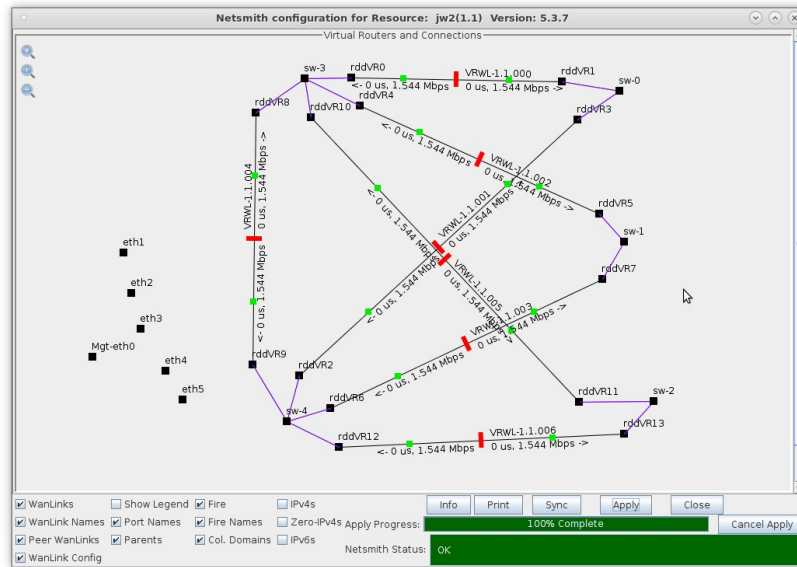 Netsmith configuration for Resource: jw2(1.1) Version: 5.3.7
Virtual Routers and Connections
sw-3
rddVR0
VRWL-1.1.000
rddVR1
sw-0
<- 0 us, 1.544 Mbps
0 us, 1.544 Mbps ->
rddVR8
rddVR10
rddVR4
rddVR3
<- 0 us, 1.544 Mbps
VRWL-1.1.002
0 us, 1.544 Mbps ->
VRWL-1.1.004
0 us, 1.544 Mbps ->
<- 0 us, 1.544 Mbps
VRWL-1.1.001
0 us, 1.544 Mbps ->
<- 0 us, 1.544 Mbps
rddVR5
sw-1
rddVR7
<- 0 us, 1.544 Mbps
VRWL-1.1.005
0 us, 1.544 Mbps ->
VRWL-1.1.003
0 us, 1.544 Mbps ->
<- 0 us, 1.544 Mbps
eth1
eth2
eth3
Mgt-eth0
eth4
eth5
rddVR9
rddVR2
rddVR6
sw-4
rddVR12
rddVR11
sw-2
rddVR13
VRWL-1.1.006
<- 0 us, 1.544 Mbps
0 us, 1.544 Mbps ->
WanLinks
Show Legend
Fire
IPv4s
Info
Print
Sync
Apply
Close
WanLink Names
Port Names
Fire Names
Zero-IPv4s
Apply Progress:
100% Complete
Cancel Apply
Peer WanLinks
Parents
Col. Domains
IPv6s
Netsmith Status:
OK
WanLink Config